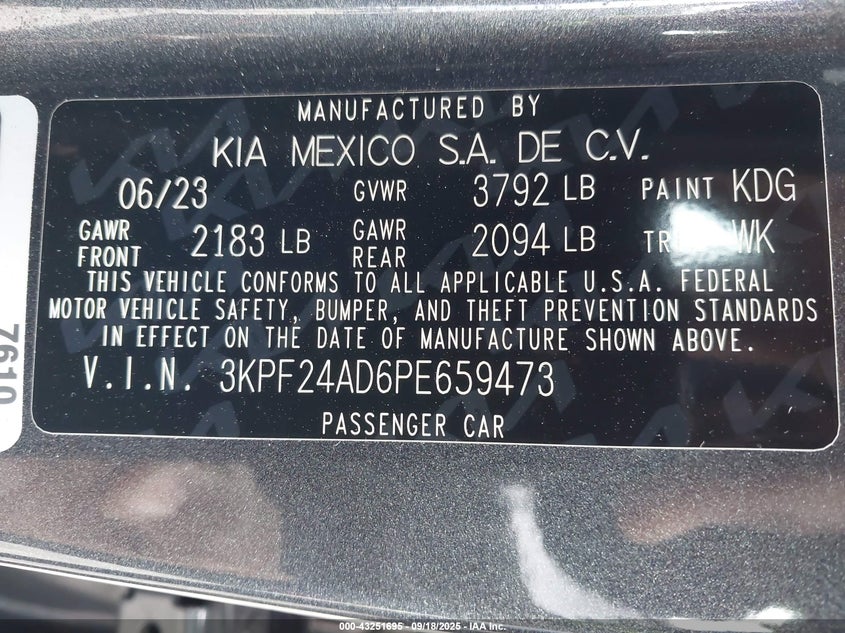 MANUFACTURED BY
KIA MEXICO S.A. DE C.V.
06/23 GVWR 3792 LB PAINT KDG
GAWR FRONT 2183 LB GAWR REAR 2094 LB WK
THIS VEHICLE CONFORMS TO ALL APPLICABLE U.S.A. FEDERAL
MOTOR VEHICLE SAFETY, BUMPER, AND THEFT PREVENTION STANDARDS
IN EFFECT ON THE DATE OF MANUFACTURE SHOWN ABOVE.
V.I.N. 3KPF24AD6PE659473
PASSENGER CAR
000-43251695 - 09/18/2025 - IAA Inc.